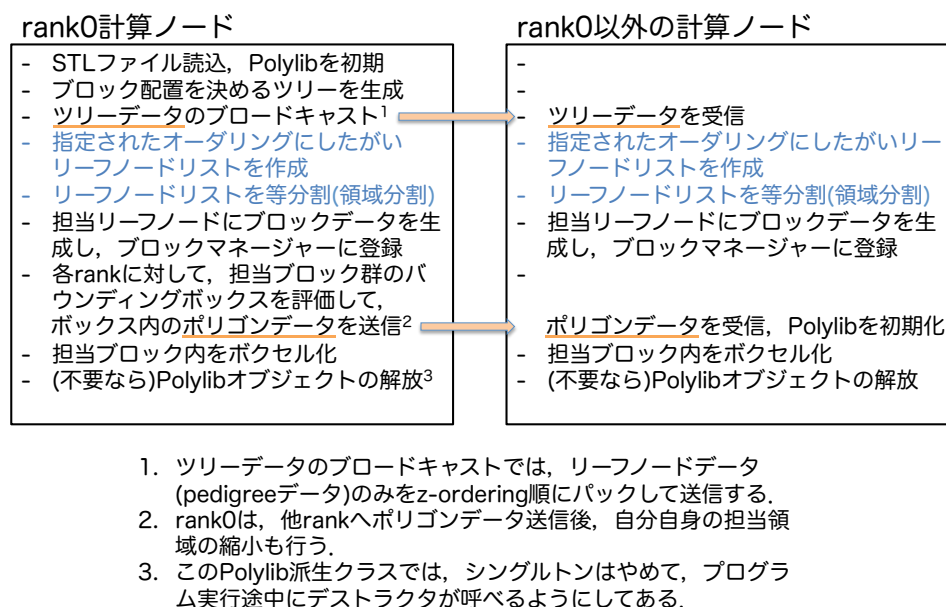 rank0計算ノード
- STLファイル読込，Polylibを初期
- ブロック配置を決めるツリーを生成
- ツリーデータのブロードキャスト1
- 指定されたオーダリングにしたがい
リーフノードリストを作成
- リーフノードリストを等分割(領域分割)
- 担当リーフノードにブロックデータを生
成し，ブロックマネージャーに登録
- 各rankに対して，担当ブロック群のバ
ウンディングボックスを評価して，
ボックス内のポリゴンデータを送信2
- 担当ブロック内をボクセル化
- (不要なら)Polylibオブジェクトの解放3
rank0以外の計算ノード
-
-
- ツリーデータを受信
- 指定されたオーダリングにしたがいリー
フノードリストを作成
- リーフノードリストを等分割(領域分割)
- 担当リーフノードにブロックデータを生
成し，ブロックマネージャーに登録
-
ポリゴンデータを受信，Polylibを初期化
- 担当ブロック内をボクセル化
- (不要なら)Polylibオブジェクトの解放
1. ツリーデータのブロードキャストでは，リーフノードデータ
(pedigreeデータ)のみをz-ordering順にパックして送信する．
2. rank0は，他rankへポリゴンデータ送信後，自分自身の担当領
域の縮小も行う．
3. このPolylib派生クラスでは，シングルトンはやめて，プログラ
ム実行途中にデストラクタが呼べるようにしてある．